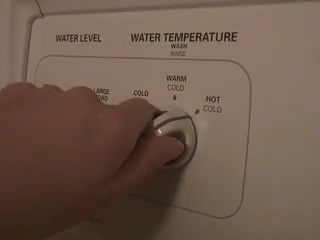 WATER LEVEL
WATER TEMPERATURE
WASH
RINSE
LARGE
COLD
WARM
COLD
HOT
COLD